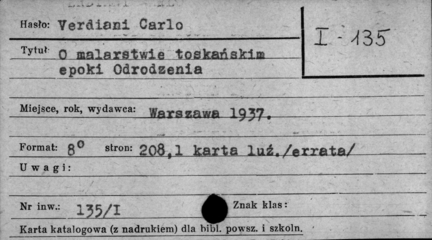 Hasło: Verdiani Carlo
I - 135
Tytuł: O malarstwie toskańskim
epoki Odrodzenia
Miejsce, rok, wydawca: Warszawa 1937.
Format: 8° stron: 208,1 karta luź./errata/
Uwagi:
Nr inw.: 135/I Znak klas:
Karta katalogowa (z nadrukiem) dla bibl. powsz. i szkoln.